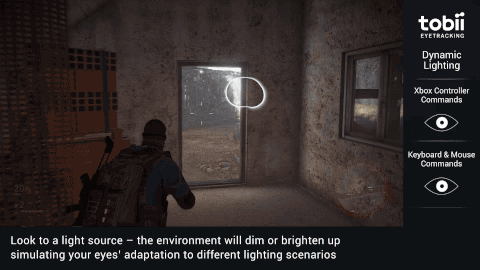 tobii
EYETRACKING
Dynamic
Lighting
Xbox Controller
Commands
Keyboard & Mouse
Commands
Look to a light source – the environment will dim or brighten up
simulating your eyes' adaptation to different lighting scenarios